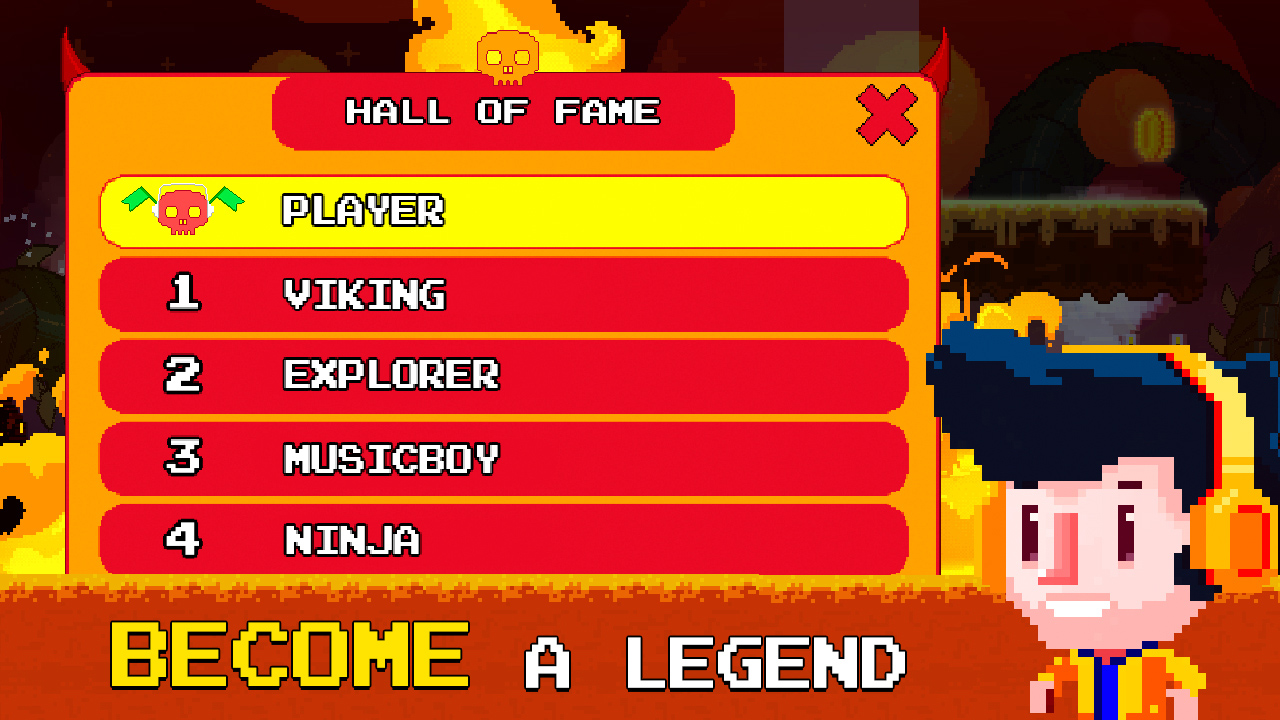 HALL OF FAME
PLAYER
1 VIKING
2 EXPLORER
3 MUSICBOY
4 NINJA
BECOME A LEGEND